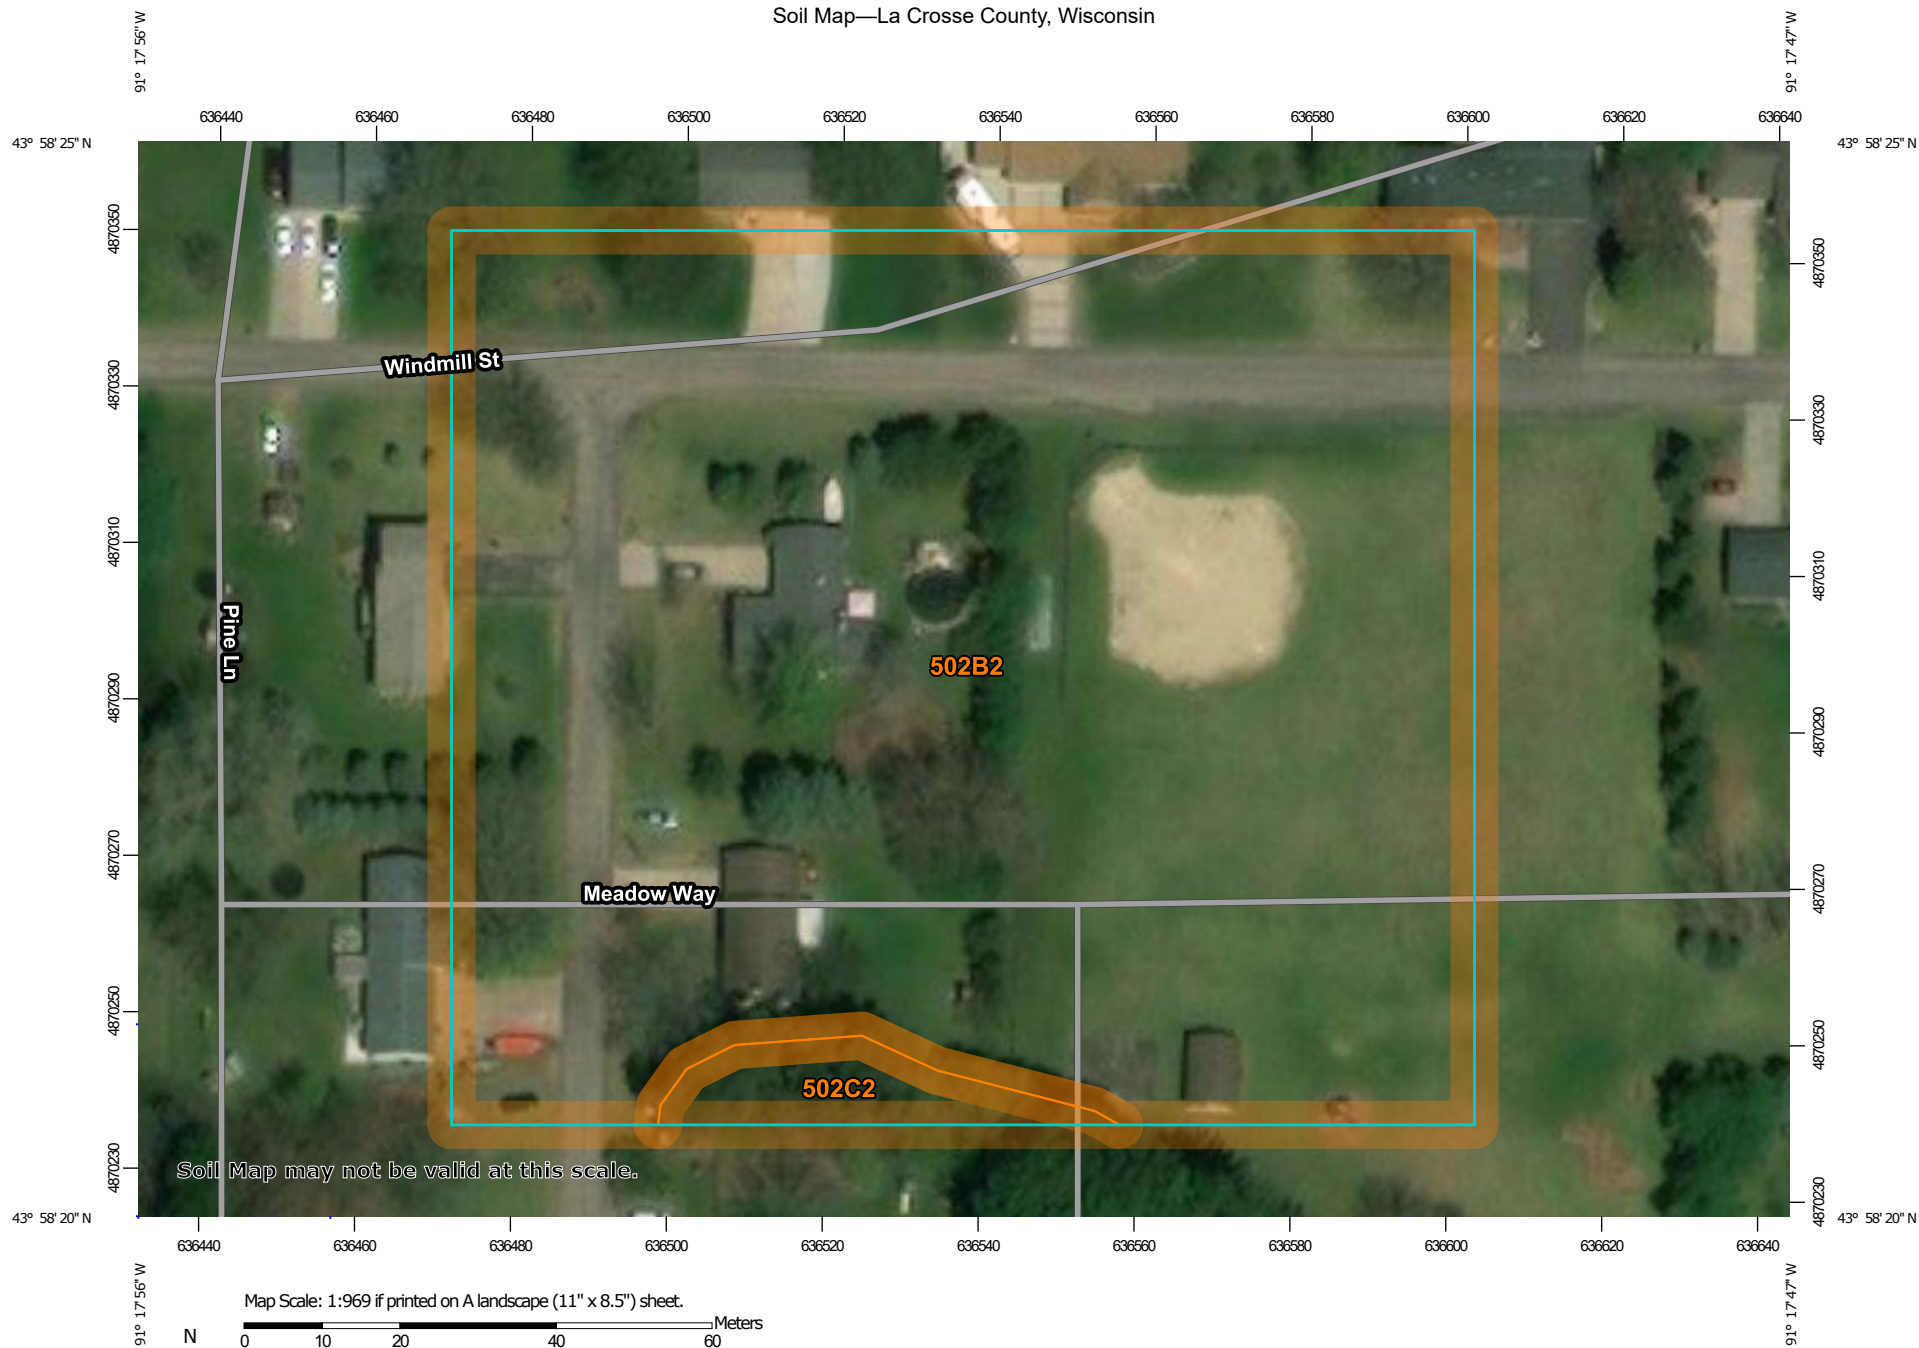 Soil Map—La Crosse County, Wisconsin
91° 17' 56'' W
91° 17' 47'' W
636440 636460 636480 636500 636520 636540 636560 636580 636600 636620 636640
43° 58' 25'' N
43° 58' 25'' N
4870350
4870350
Windmill St
4870330
4870330
4870310
4870310
Pine Ln
502B2
4870290
4870290
4870270
4870270
Meadow Way
4870250
4870250
502C2
4870230
4870230
Soil Map may not be valid at this scale.
43° 58' 20'' N
43° 58' 20'' N
636440 636460 636480 636500 636520 636540 636560 636580 636600 636620 636640
91° 17' 56'' W
91° 17' 47'' W
Map Scale: 1:969 if printed on A landscape (11" x 8.5") sheet.
Meters
N
0 10 20 40 60